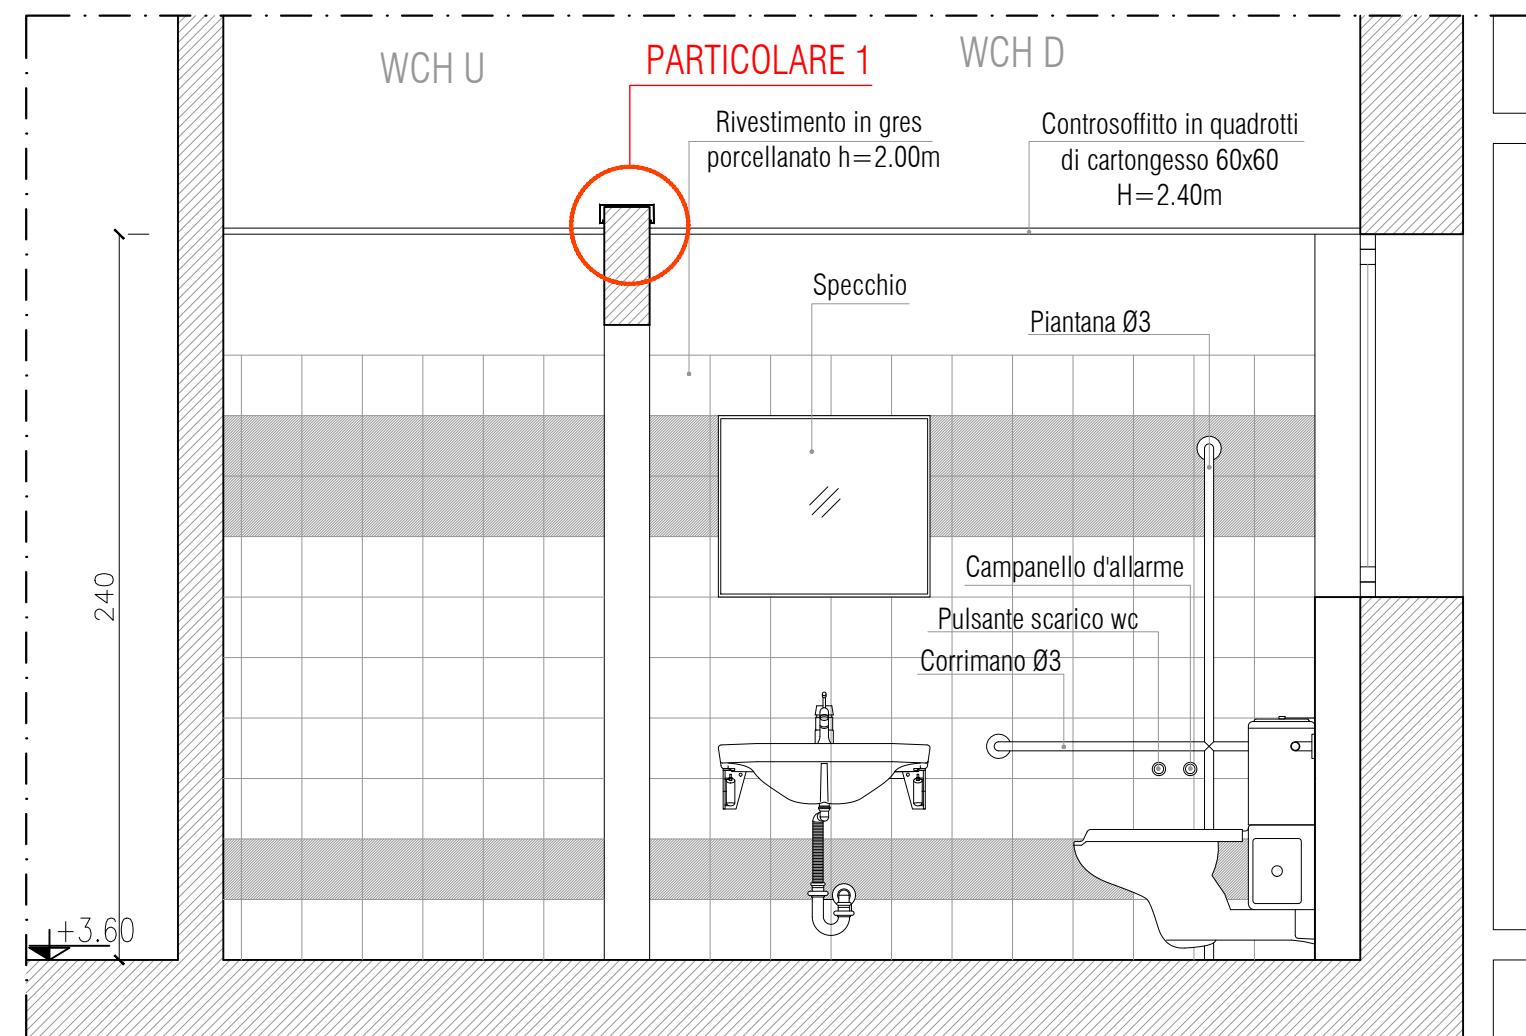 WCH U
PARTICOLARE 1
WCH D
Rivestimento in gres
porcellanato h=2.00m
Controsoffitto in quadrotti
di cartongesso 60x60
H=2.40m
Specchio
Piantana Ø3
Campanello d'allarme
Pulsante scarico wc
Corrimano Ø3
240
+3.60